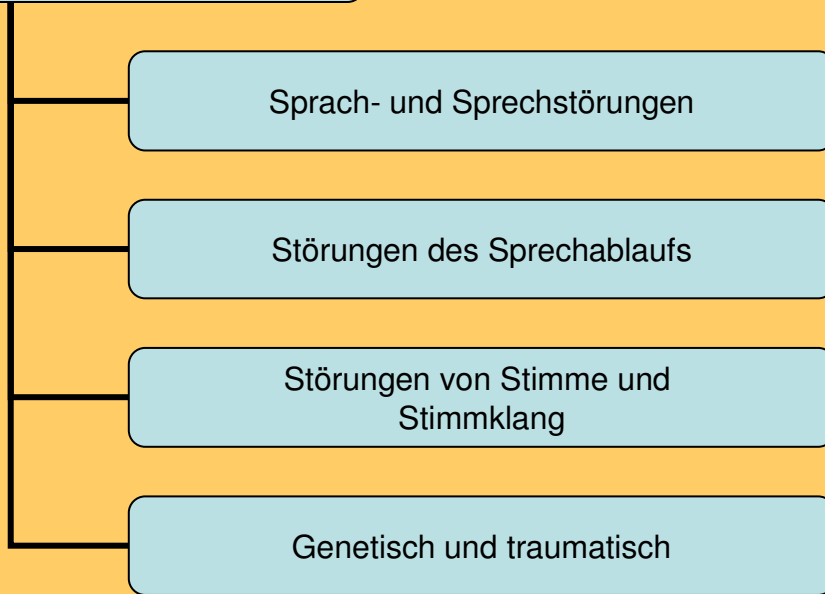 Sprach- und Sprechstörungen
Störungen des Sprechablaufs
Störungen von Stimme und
Stimmklang
Genetisch und traumatisch